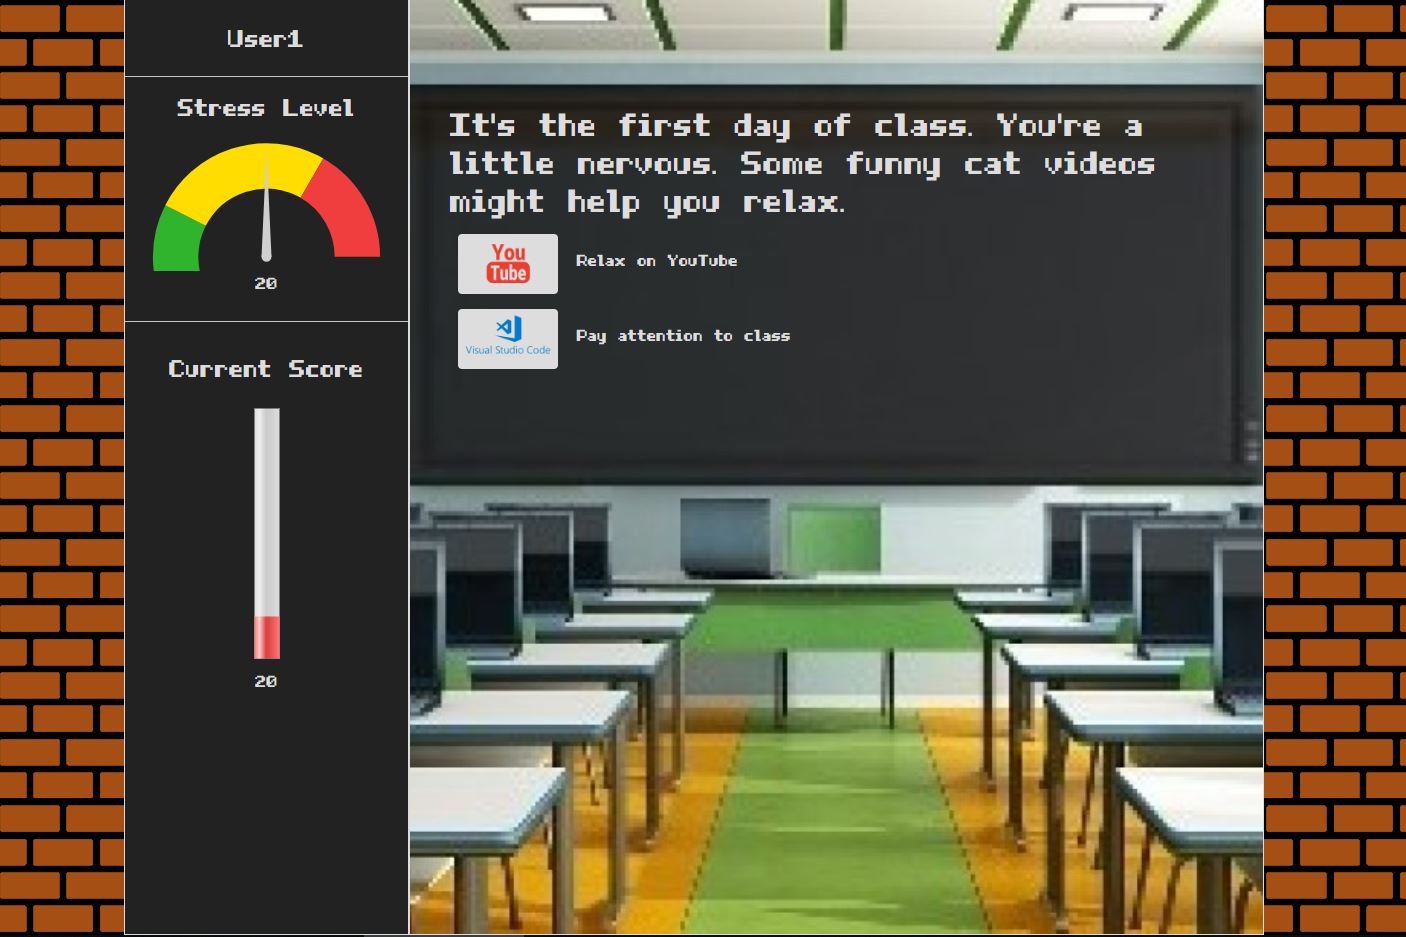 User1
Stress Level
20
Current Score
20
It's the first day of class. You're a
little nervous. Some funny cat videos
might help you relax.
You
Tube
Relax on YouTube
Visual Studio Code
Pay attention to class